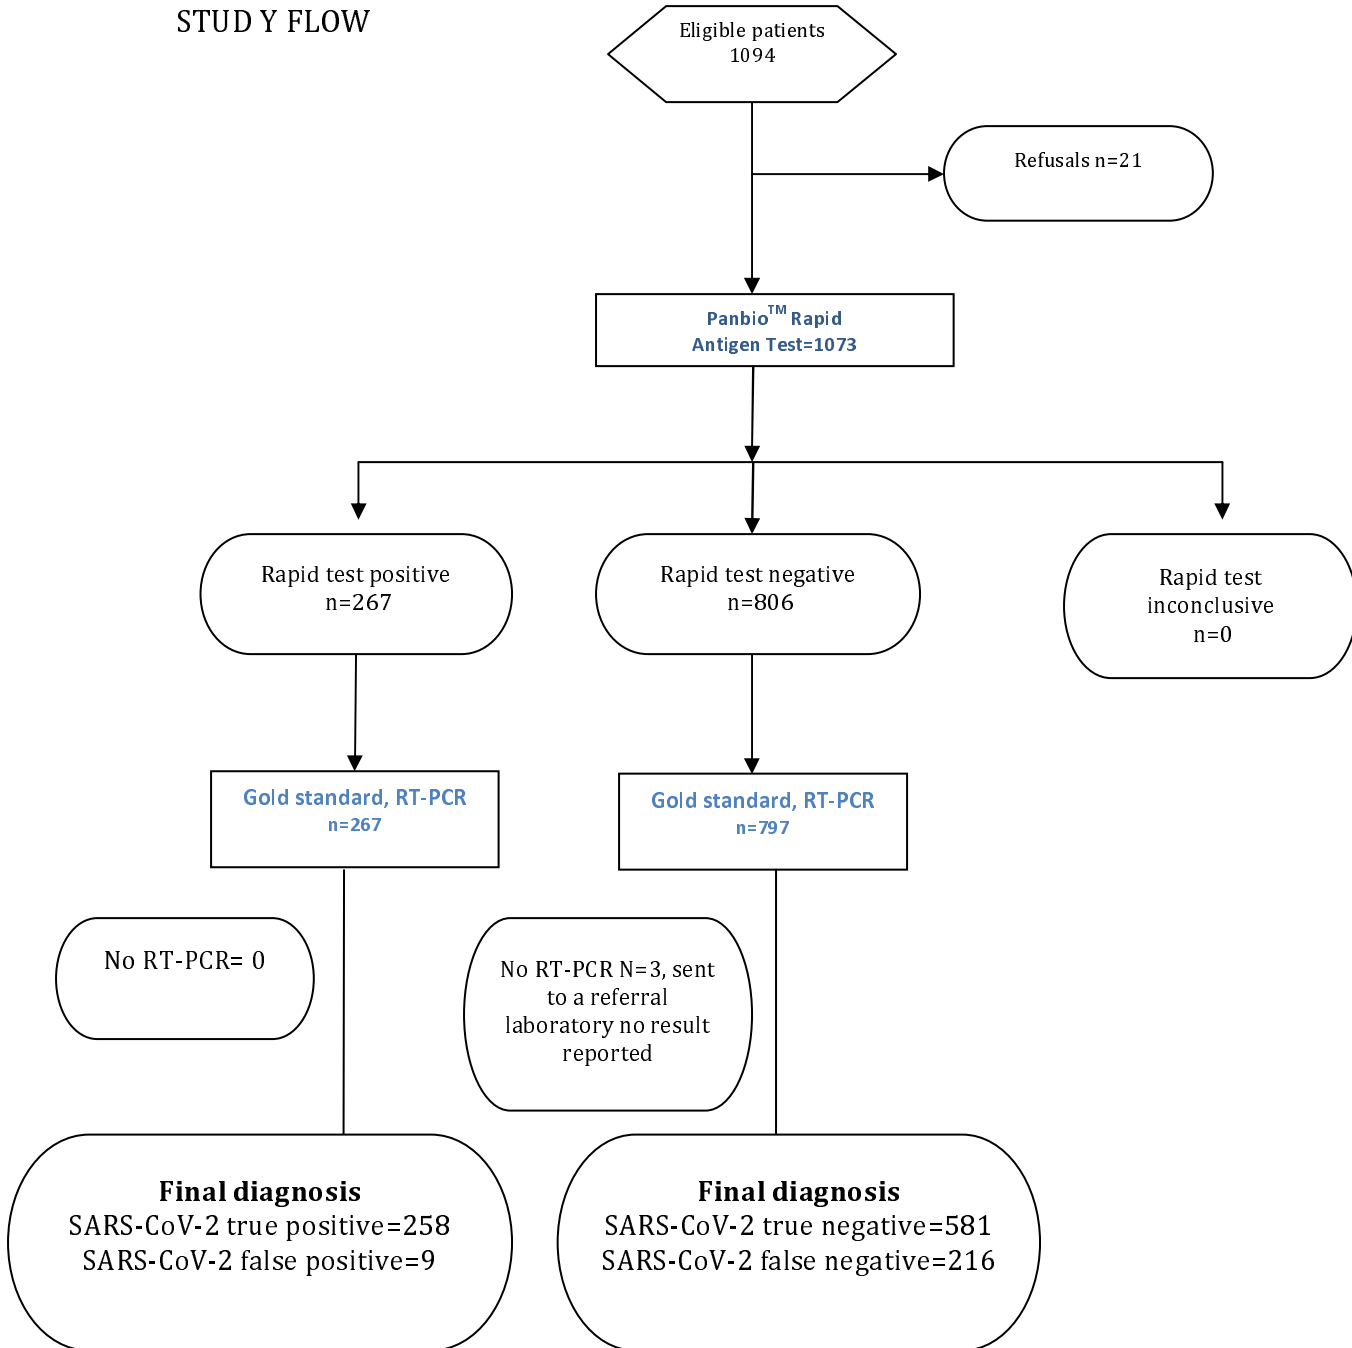 STUD Y FLOW
Eligible patients
1094
Refusals n=21
Panbio™ Rapid
Antigen Test=1073
Rapid test positive
n=267
Rapid test negative
n=806
Rapid test
inconclusive
n=0
Gold standard, RT-PCR
n=267
Gold standard, RT-PCR
n=797
No RT-PCR= 0
No RT-PCR N=3, sent
to a referral
laboratory no result
reported
Final diagnosis
SARS-CoV-2 true positive=258
SARS-CoV-2 false positive=9
Final diagnosis
SARS-CoV-2 true negative=581
SARS-CoV-2 false negative=216